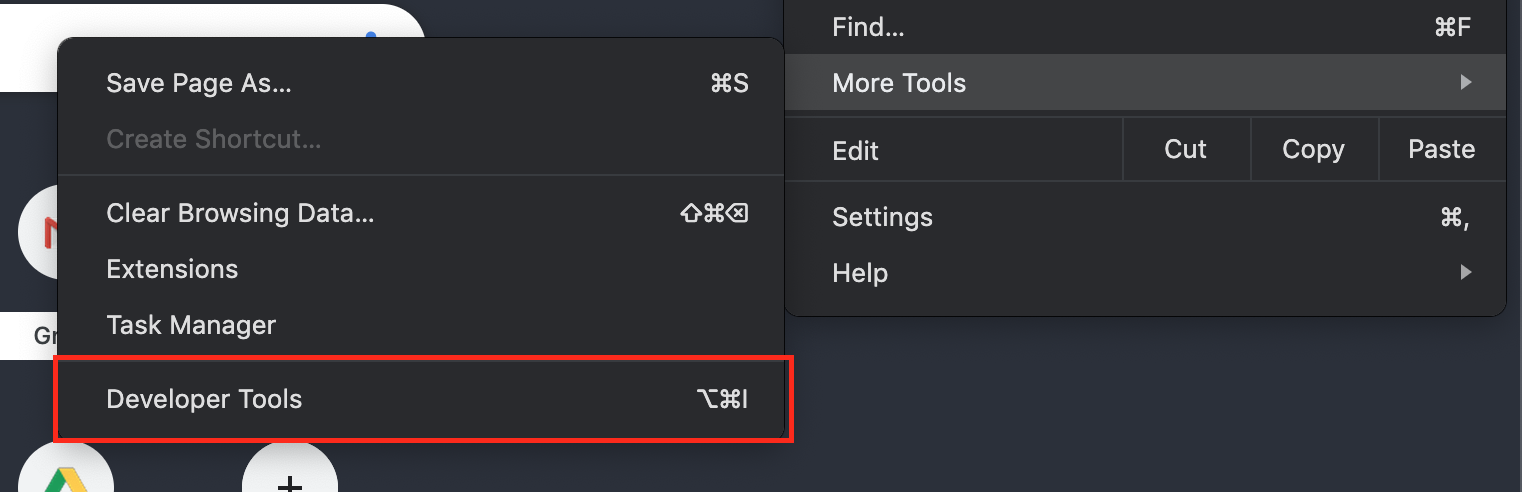 Find... ⌘F
More Tools
Edit Cut Copy Paste
Settings ⌘,
Help
Save Page As... ⌘S
Create Shortcut...
Clear Browsing Data... ⇧⌘⌫
Extensions
Task Manager
Developer Tools ⌥⌘I